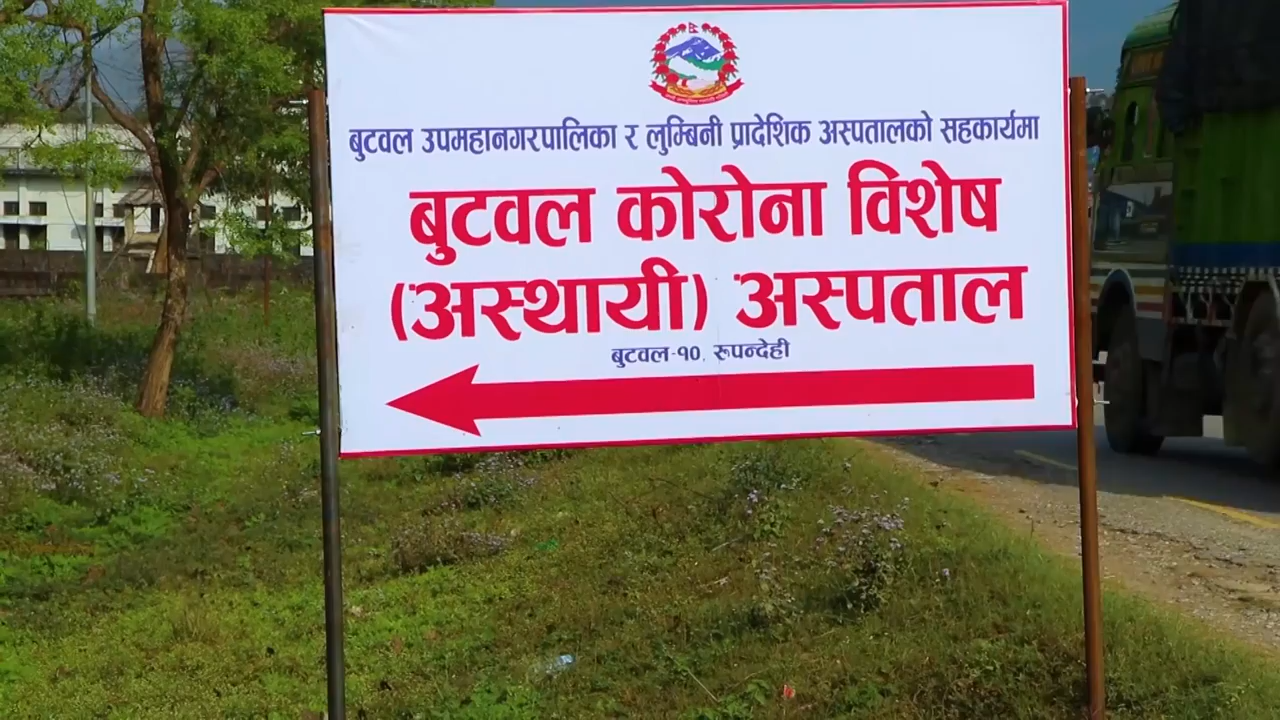 बुटवल उपमहानगरपालिका र लुम्बिनी प्रादेशिक अस्पतालको सहकार्यमा
बुटवल कोरोना विशेष
(अस्थायी) अस्पताल
बुटवल-१०, रुपन्देही